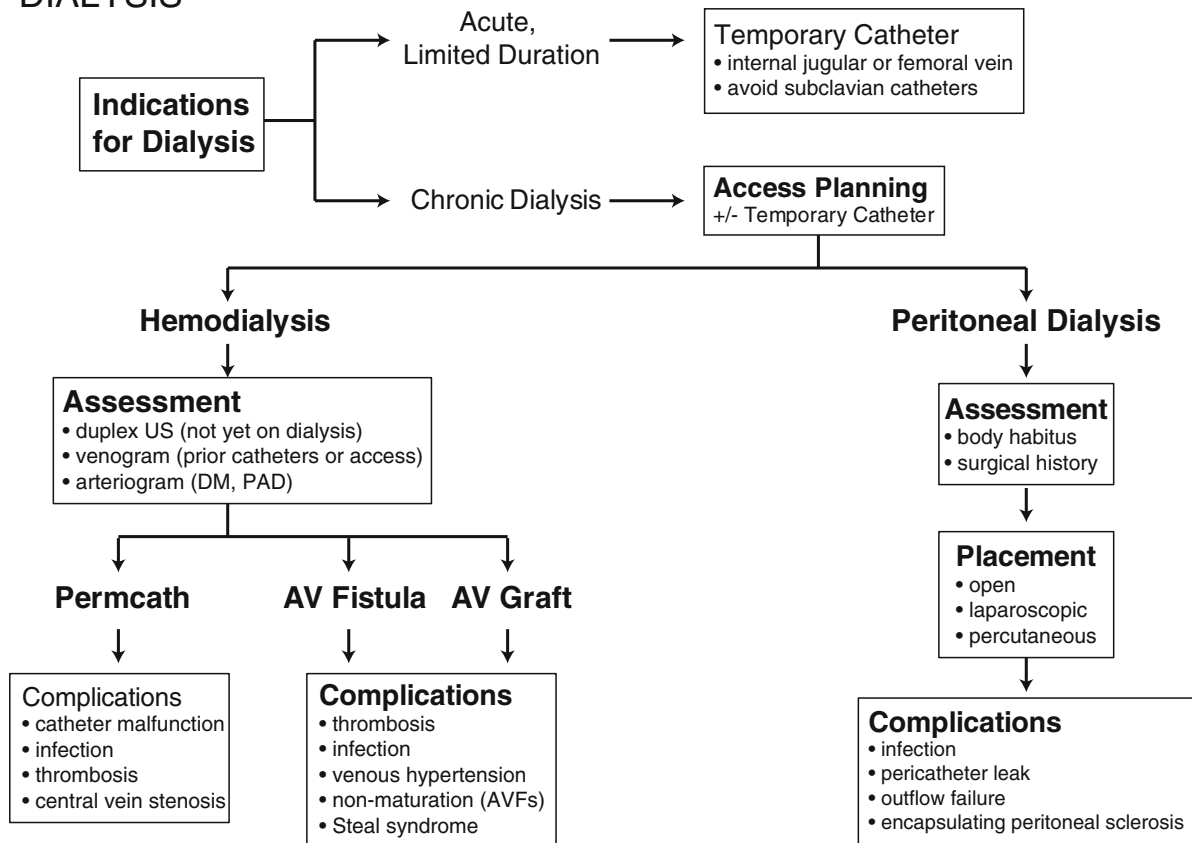 DIALYSIS
Acute,
Limited Duration
Temporary Catheter
• internal jugular or femoral vein
• avoid subclavian catheters
Indications
for Dialysis
Chronic Dialysis
Access Planning
+/- Temporary Catheter
Hemodialysis
Peritoneal Dialysis
Assessment
• duplex US (not yet on dialysis)
• venogram (prior catheters or access)
• arteriogram (DM, PAD)
Assessment
• body habitus
• surgical history
Permcath
AV Fistula
AV Graft
Placement
• open
• laparoscopic
• percutaneous
Complications
• catheter malfunction
• infection
• thrombosis
• central vein stenosis
Complications
• thrombosis
• infection
• venous hypertension
• non-maturation (AVFs)
• Steal syndrome
Complications
• infection
• pericatheter leak
• outflow failure
• encapsulating peritoneal sclerosis